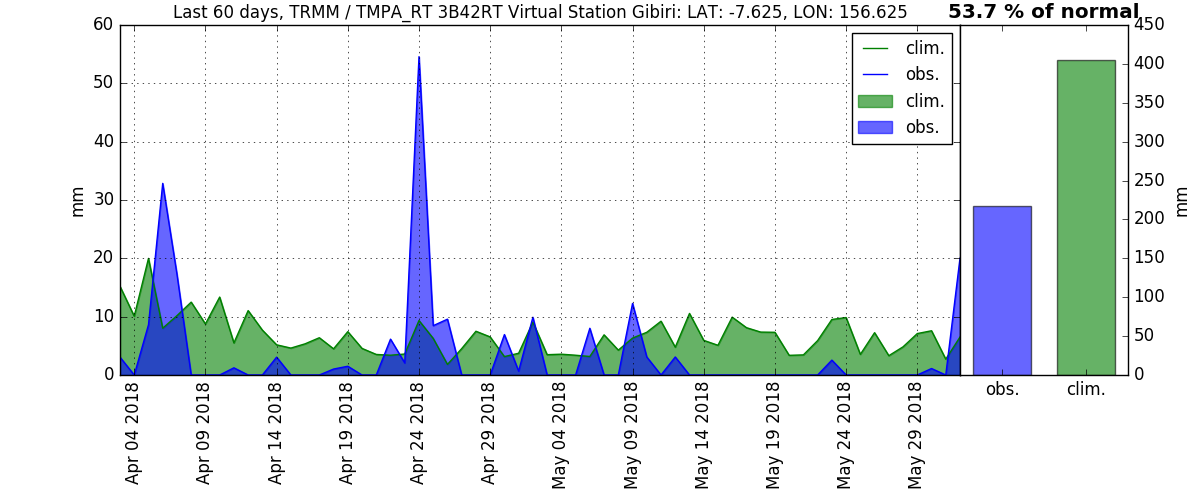 Last 60 days, TRMM / TMPA_RT 3B42RT Virtual Station Gibiri: LAT: -7.625, LON: 156.625
53.7 % of normal
60
50
40
30
20
10
0
mm
clim.
obs.
clim.
obs.
Apr 04 2018
Apr 09 2018
Apr 14 2018
Apr 19 2018
Apr 24 2018
Apr 29 2018
May 04 2018
May 09 2018
May 14 2018
May 19 2018
May 24 2018
May 29 2018
450
400
350
300
250
200
150
100
50
0
mm
obs.
clim.